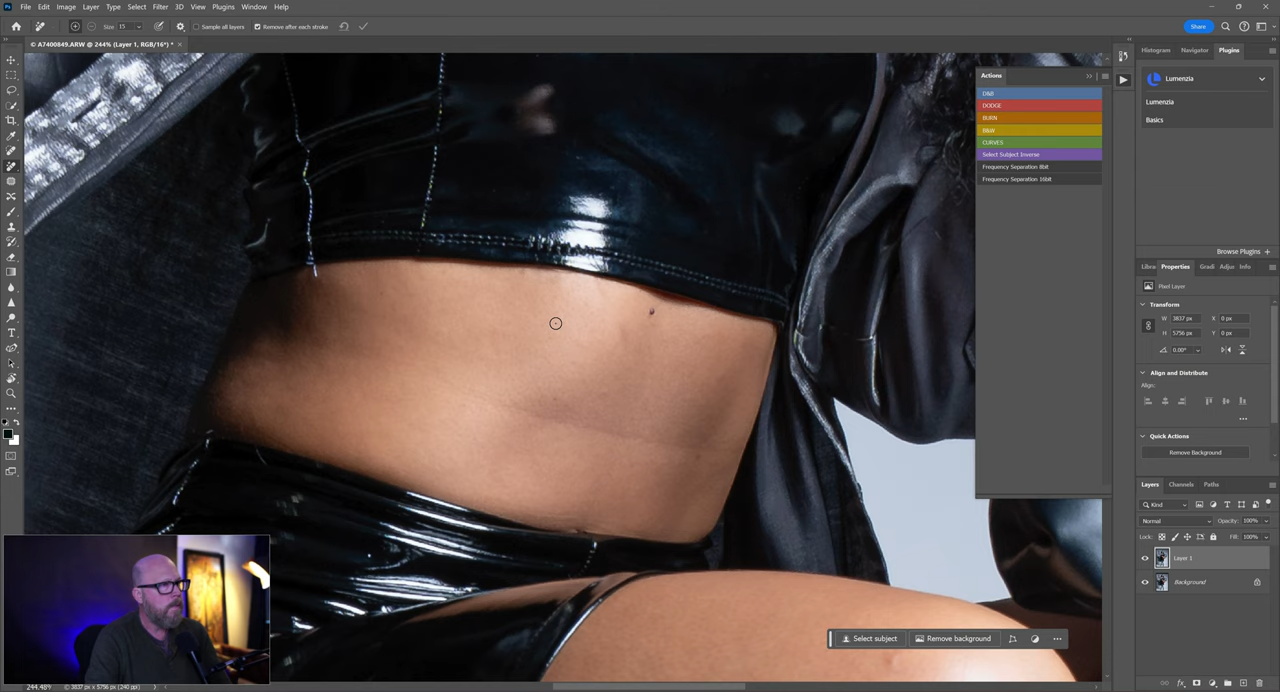 File Edit Image Layer Type Select Filter 3D View Plugins Window Help
Size: 15 Sample all layers Remove after each stroke Share
© A7400849.ARW @ 244% (Layer 1, RGB/16*) *
Histogram Navigator Plugins
Actions
Lumenzia
D&B
DODGE
BURN
B&W
CURVES
Select Subject Inverse
Frequency Separation 8bit
Frequency Separation 16bit
Lumenzia
Basics
Browse Plugins
Libra Properties Gradi Adjus Info
Pixel Layer
Transform
W 3837 px X 0 px
H 5756 px Y 0 px
0.00°
Align and Distribute
Align:
Quick Actions
Remove Background
Layers Channels Paths
Kind
Normal Opacity: 100%
Lock: Fill: 100%
Layer 1
Background
Select subject Remove background
244.48% © 3837 px x 5756 px (240 ppi)